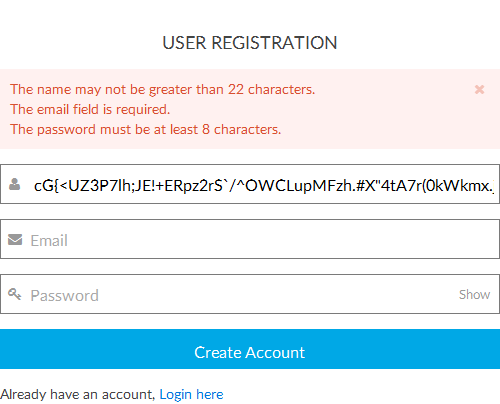 USER REGISTRATION
The name may not be greater than 22 characters.
The email field is required.
The password must be at least 8 characters.
cG{<UZ3P7lh;JE!+ERpz2rS`/^OWCLupMFzh.#X"4tA7r(0kWkmx.
Email
Password Show
Create Account
Already have an account, Login here